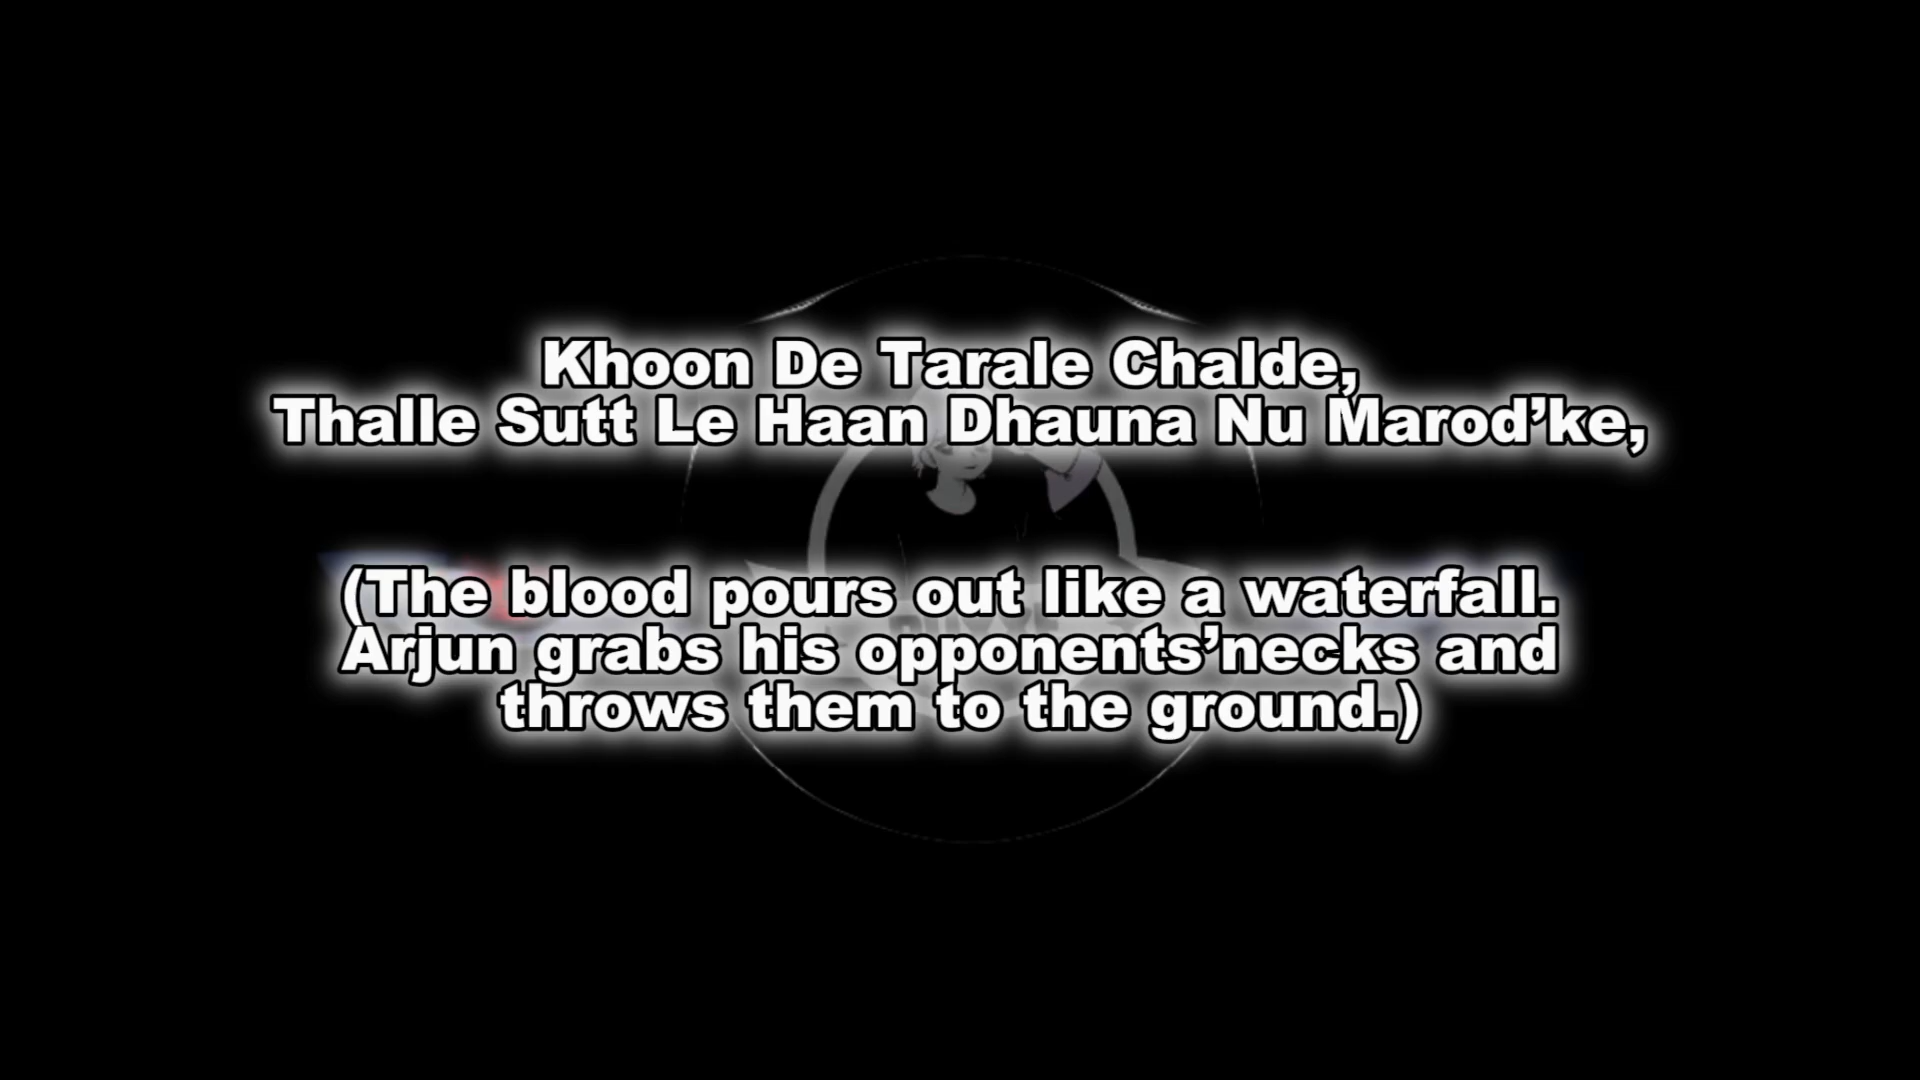 Khoon De Tarale Chalde,
Thalle Sutt Le Haan Dhauna Nu Marod’ke,
(The blood pours out like a waterfall.
Arjun grabs his opponents’necks and
throws them to the ground.)